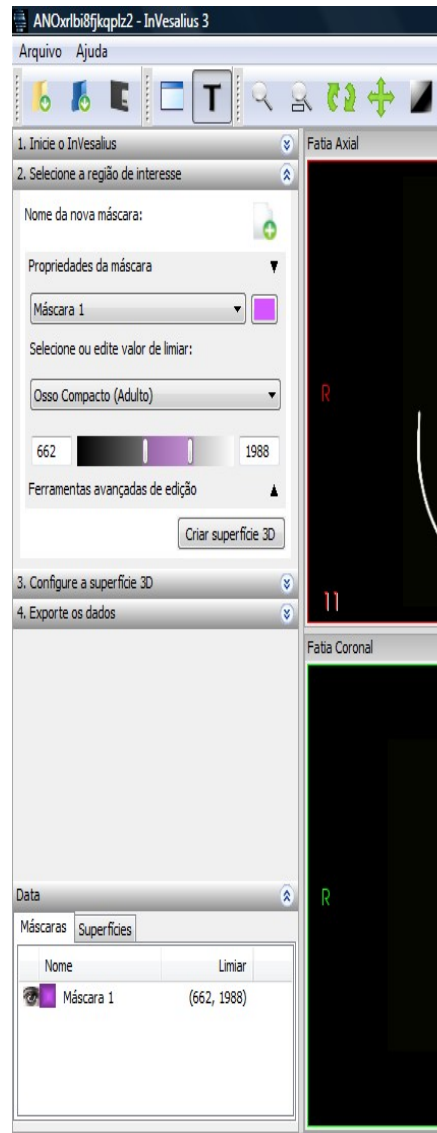 ANOxrlbi8fjkqplz2 - InVesalius 3
Arquivo Ajuda
T
1. Inicie o InVesalius
2. Selecione a região de interesse
Nome da nova máscara:
Propriedades da máscara
Máscara 1
Selecione ou edite valor de limiar:
Osso Compacto (Adulto)
662 1988
Ferramentas avançadas de edição
Criar superfície 3D
3. Configure a superfície 3D
4. Exporte os dados
Data
Máscaras Superfícies
Nome Limiar
Máscara 1 (662, 1988)
Fatia Axial
R
11
Fatia Coronal
R